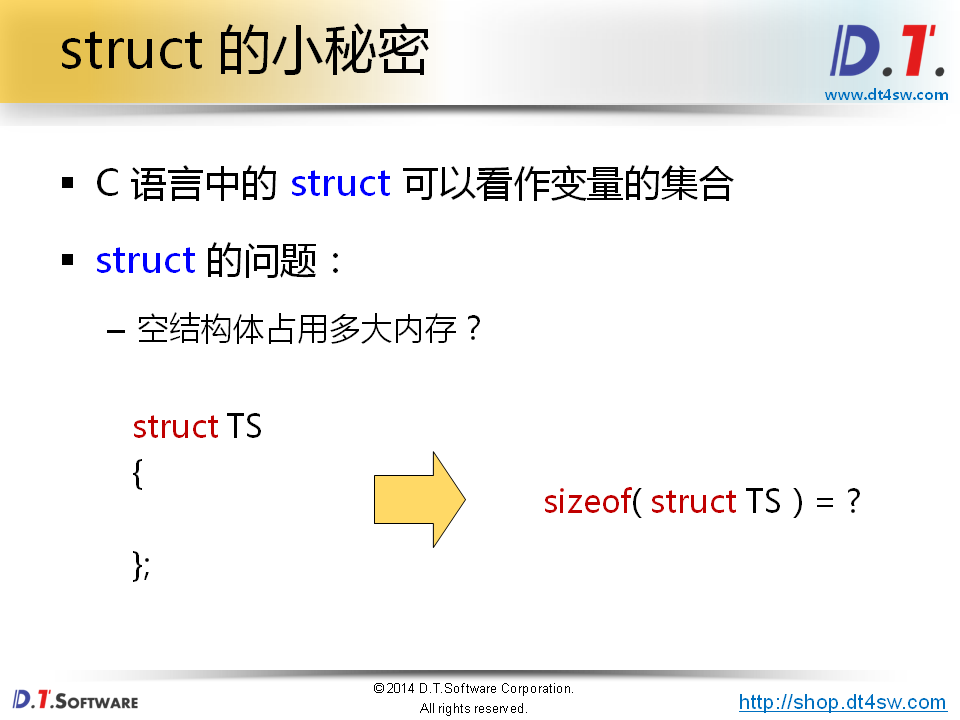 struct 的小秘密
D.T.
www.dt4sw.com
▪ C 语言中的 struct 可以看作变量的集合
▪ struct 的问题：
– 空结构体占用多大内存？
struct TS
{
};
sizeof( struct TS ) = ?
D.T. SOFTWARE
©2014 D.T.Software Corporation.
All rights reserved.
http://shop.dt4sw.com